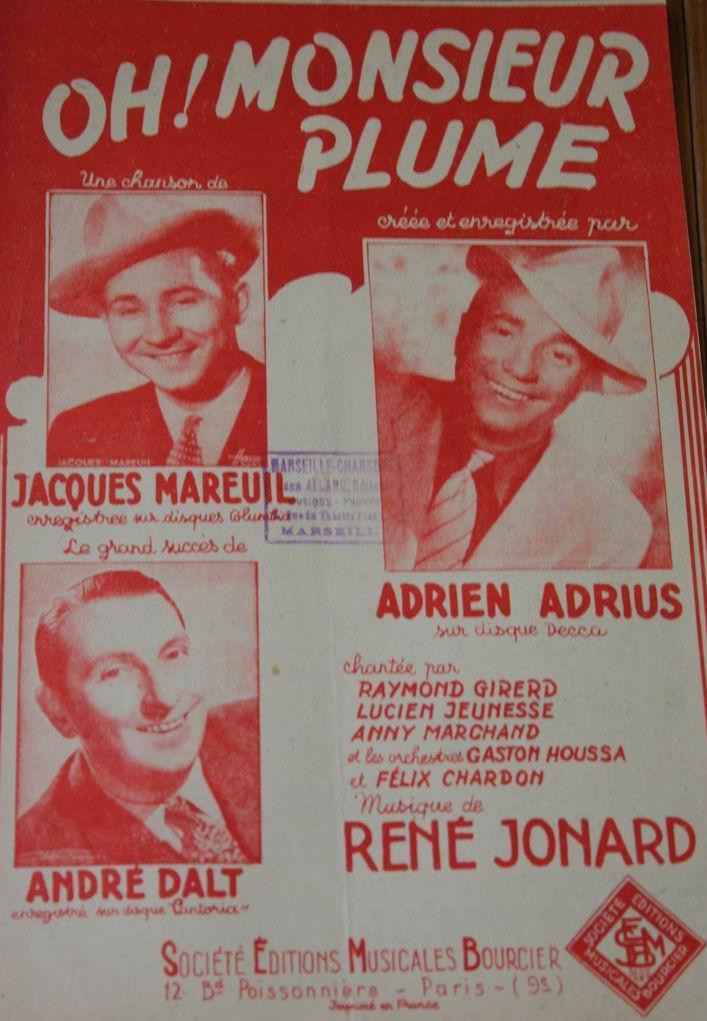 OH! MONSIEUR
PLUME
Une chanson de
JACQUES MAREUIL
JACQUES MAREUIL
enregistrée sur disques Columbia
créée et enregistrée par
ADRIEN ADRIUS
sur disque Decca
MARSEILLE-CHANSONS
ALLARD,
MARSEILLE
Le grand succès de
ANDRÉ DALT
enregistré sur disque "Cantoria"
chantée par
RAYMOND GIRERD
LUCIEN JEUNESSE
ANNY MARCHAND
et les orchestres GASTON HOUSSA
et FÉLIX CHARDON
Musique de
RENÉ JONARD
SOCIÉTÉ ÉDITIONS MUSICALES BOURCIER
12 Bd Poissonnière - Paris - (9e)
Imprimé en France
SOCIÉTÉ ÉDITIONS
MUSICALES BOURCIER
SEMB